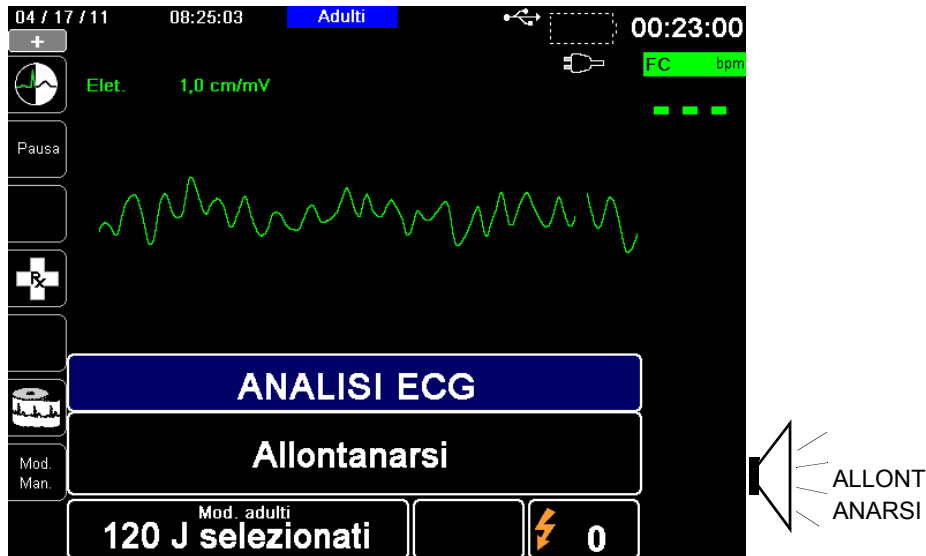 04 / 17 / 11 08:25:03 Adulti 00:23:00
+
FC bpm
Elet. 1,0 cm/mV
- - -
Pausa
Rx
ANALISI ECG
Allontanarsi
Mod.
Man.
Mod. adulti
120 J selezionati 0
ALLONT
ANARSI